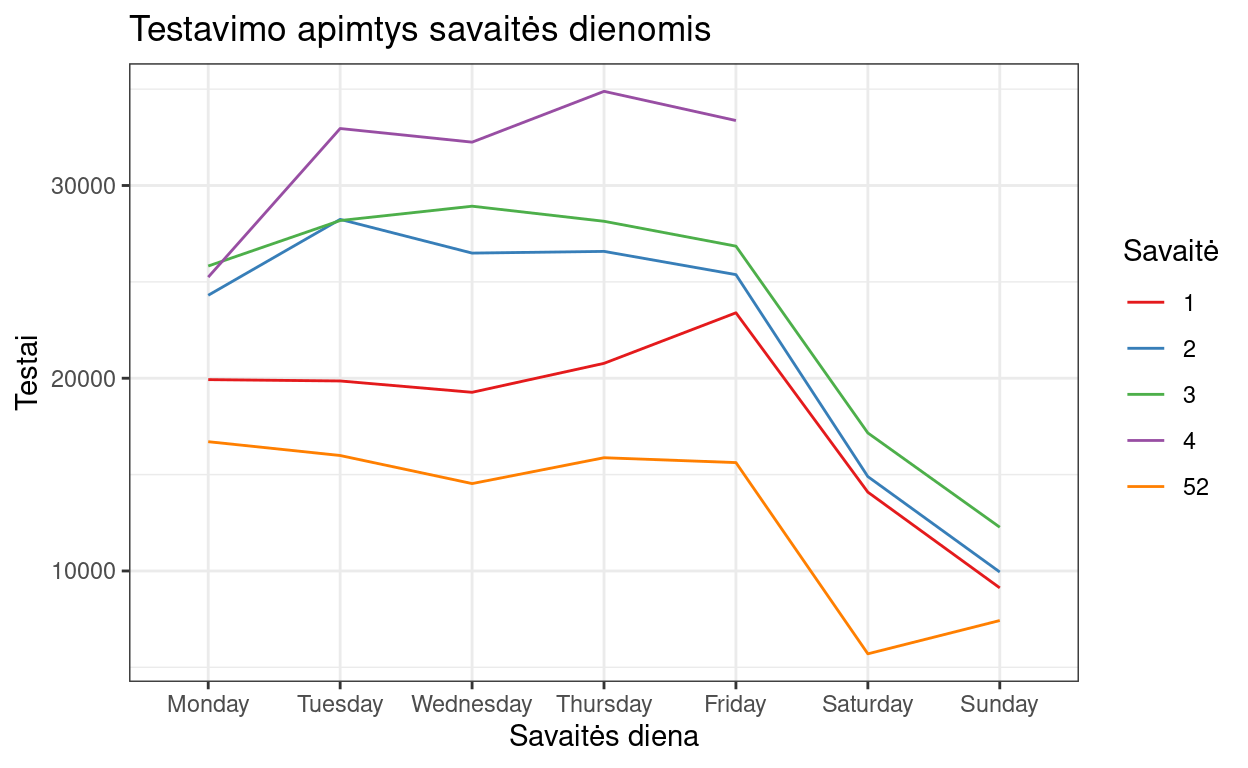 Testavimo apimtys savaitės dienomis
Testai
30000
20000
10000
Monday Tuesday Wednesday Thursday Friday Saturday Sunday
Savaitės diena
Savaitė
1
2
3
4
52